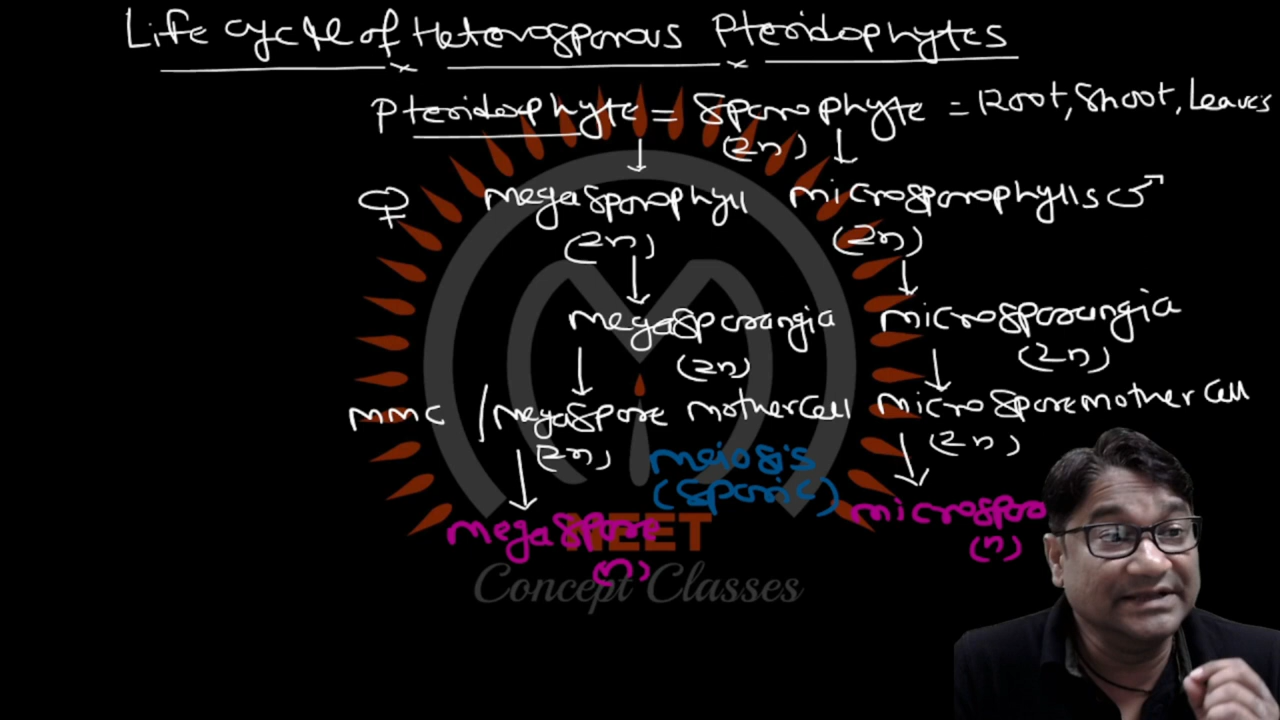 Life cycle of Heterosporous Pteridophytes
Pteridophyte = Sporophyte = Root, Shoot, Leaves
(2n)
♀ megasporophyll microsporophylls ♂
(2n) (2n)
megasporangia microsporangia
(2n) (2n)
MMC / Megaspore mother cell microspore mother cell
(2n) (2n)
meiosis
(sporic)
megaspore microspo
(n) (n)
NEET
Concept Classes